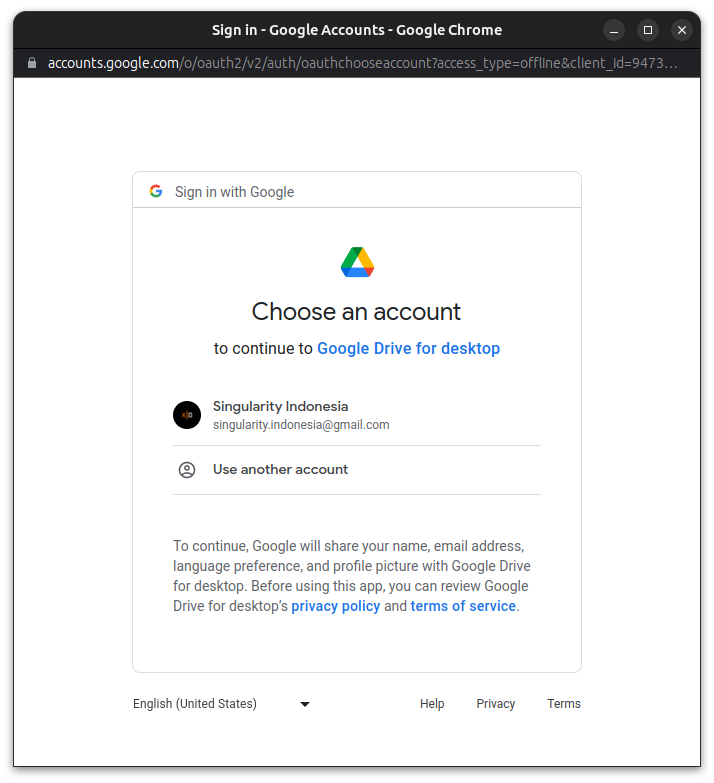 Sign in - Google Accounts - Google Chrome
accounts.google.com/o/oauth2/v2/auth/oauthchooseaccount?access_type=offline&client_id=9473...
Sign in with Google
Choose an account
to continue to Google Drive for desktop
Singularity Indonesia
singularity.indonesia@gmail.com
Use another account
To continue, Google will share your name, email address,
language preference, and profile picture with Google Drive
for desktop. Before using this app, you can review Google
Drive for desktop’s privacy policy and terms of service.
English (United States)
Help Privacy Terms